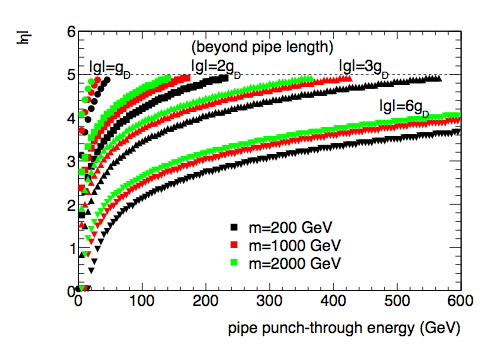 |η|
6
(beyond pipe length)
|g|=g_D |g|=2g_D |g|=3g_D
5
|g|=6g_D
4
3
2
m=200 GeV
m=1000 GeV
1
m=2000 GeV
0
0 100 200 300 400 500 600
pipe punch-through energy (GeV)